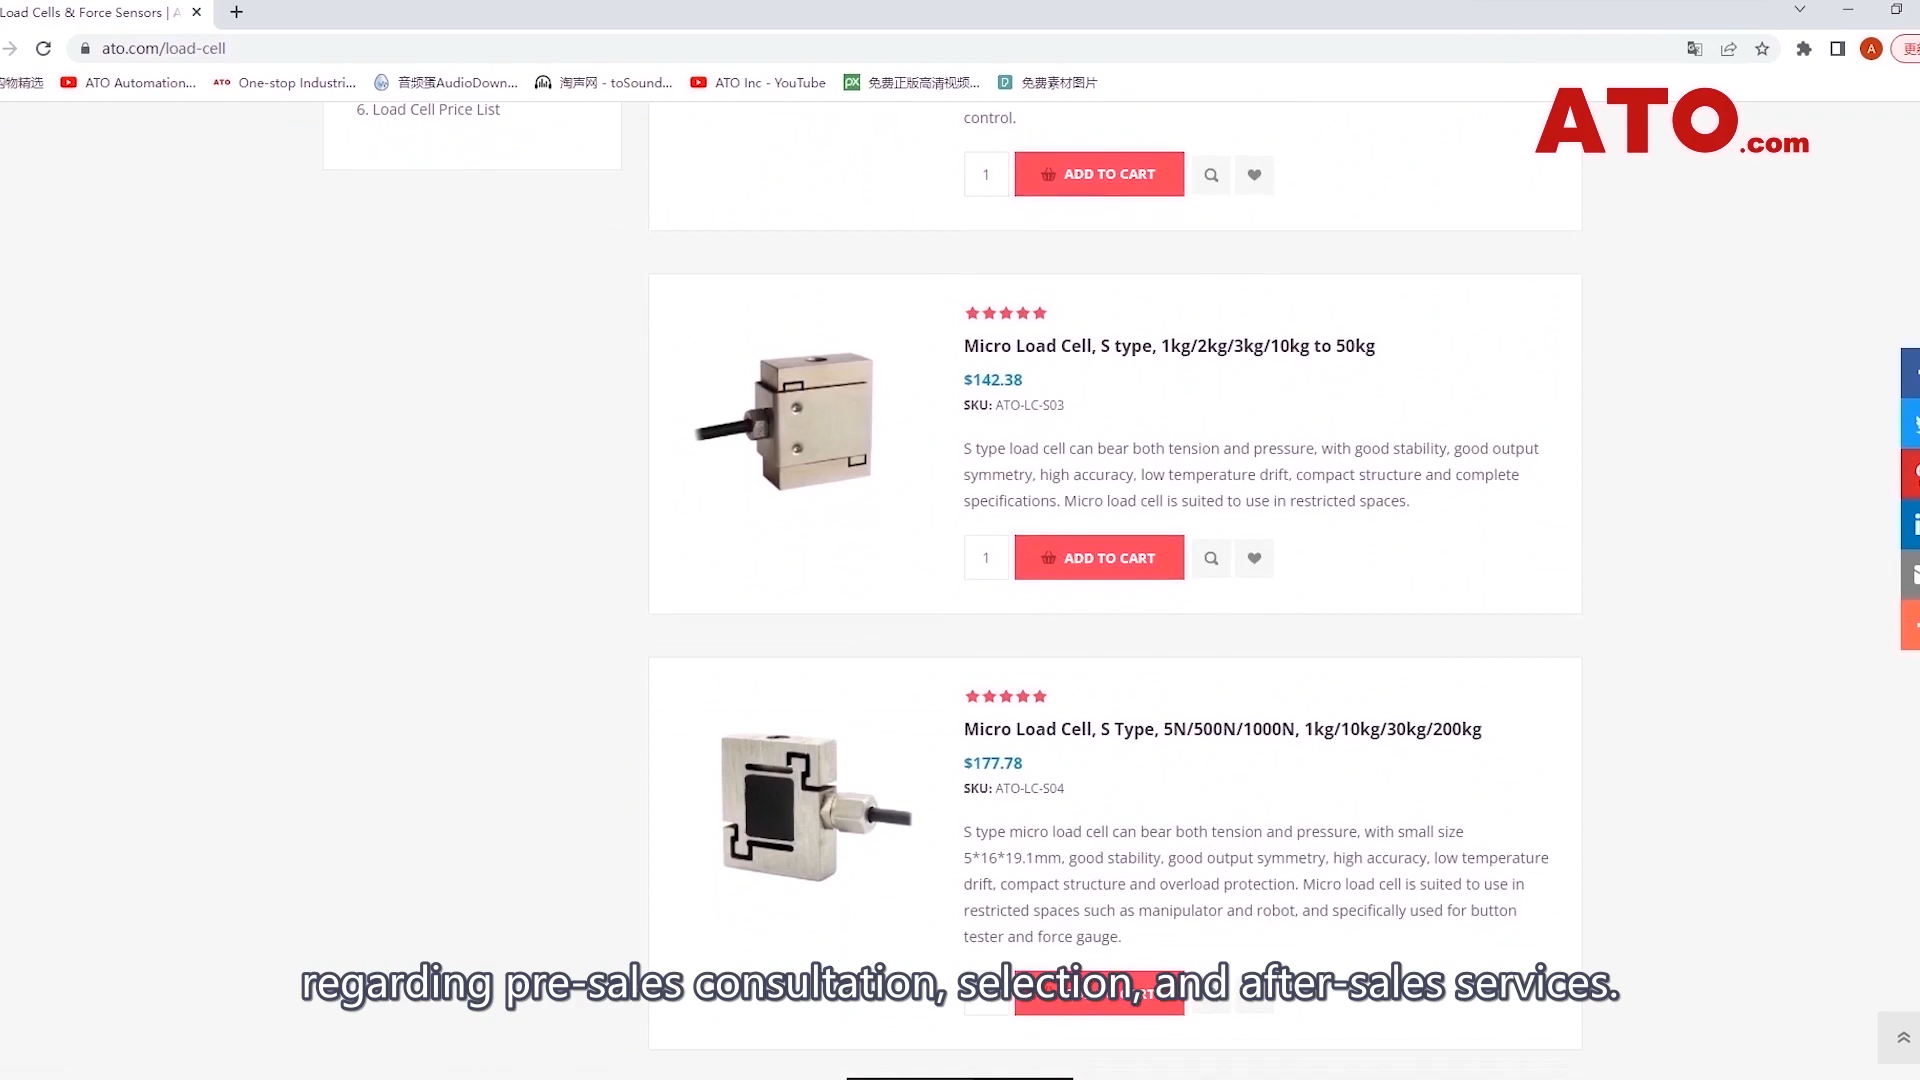 Load Cells & Force Sensors | A
ato.com/load-cell
购物精选
ATO Automation...
ATO One-stop Industri...
音频蛋AudioDown...
淘声网 - toSound...
ATO Inc - YouTube
PX 免费正版高清视频...
P 免费素材图片
A
ATO.com
6. Load Cell Price List
control.
1
ADD TO CART
Micro Load Cell, S type, 1kg/2kg/3kg/10kg to 50kg
$142.38
SKU: ATO-LC-S03
S type load cell can bear both tension and pressure, with good stability, good output
symmetry, high accuracy, low temperature drift, compact structure and complete
specifications. Micro load cell is suited to use in restricted spaces.
1
ADD TO CART
Micro Load Cell, S Type, 5N/500N/1000N, 1kg/10kg/30kg/200kg
$177.78
SKU: ATO-LC-S04
S type micro load cell can bear both tension and pressure, with small size
5*16*19.1mm, good stability, good output symmetry, high accuracy, low temperature
drift, compact structure and overload protection. Micro load cell is suited to use in
restricted spaces such as manipulator and robot, and specifically used for button
tester and force gauge.
regarding pre-sales consultation, selection, and after-sales services.